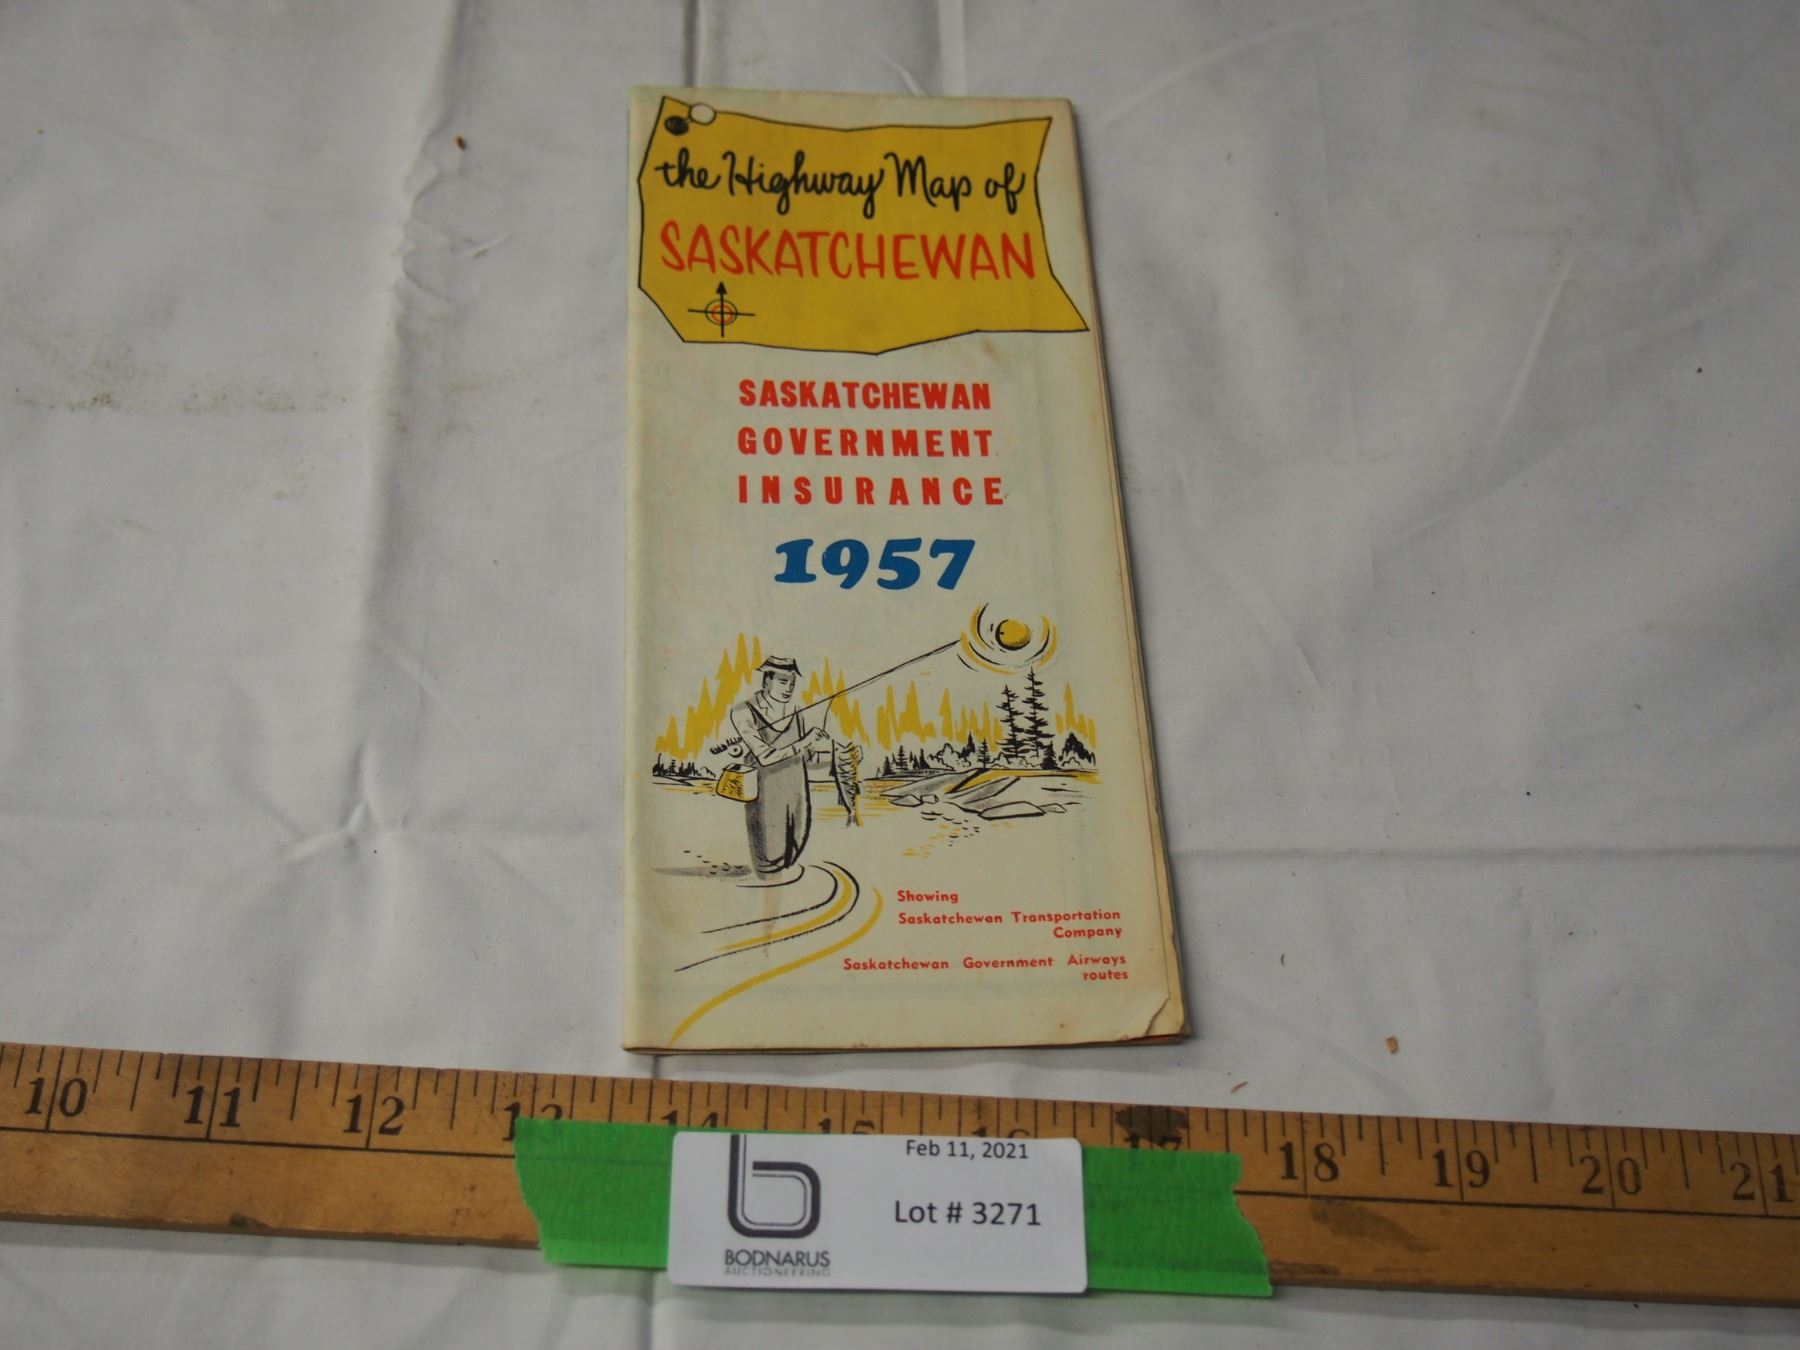 the Highway Map of
SASKATCHEWAN
SASKATCHEWAN
GOVERNMENT
INSURANCE
1957
Showing
Saskatchewan Transportation
Company
Saskatchewan Government Airways
routes
10 11 12 13 14 15 16 17 18 19 20 21
Feb 11, 2021
Lot # 3271
BODNARUS
AUCTIONEERING